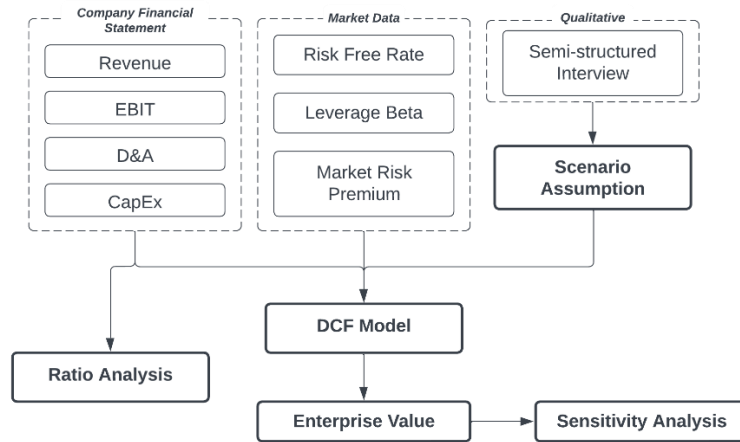 Company Financial
Statement
Revenue
EBIT
D&A
CapEx
Market Data
Risk Free Rate
Leverage Beta
Market Risk
Premium
Qualitative
Semi-structured
Interview
Scenario
Assumption
DCF Model
Ratio Analysis
Enterprise Value
Sensitivity Analysis